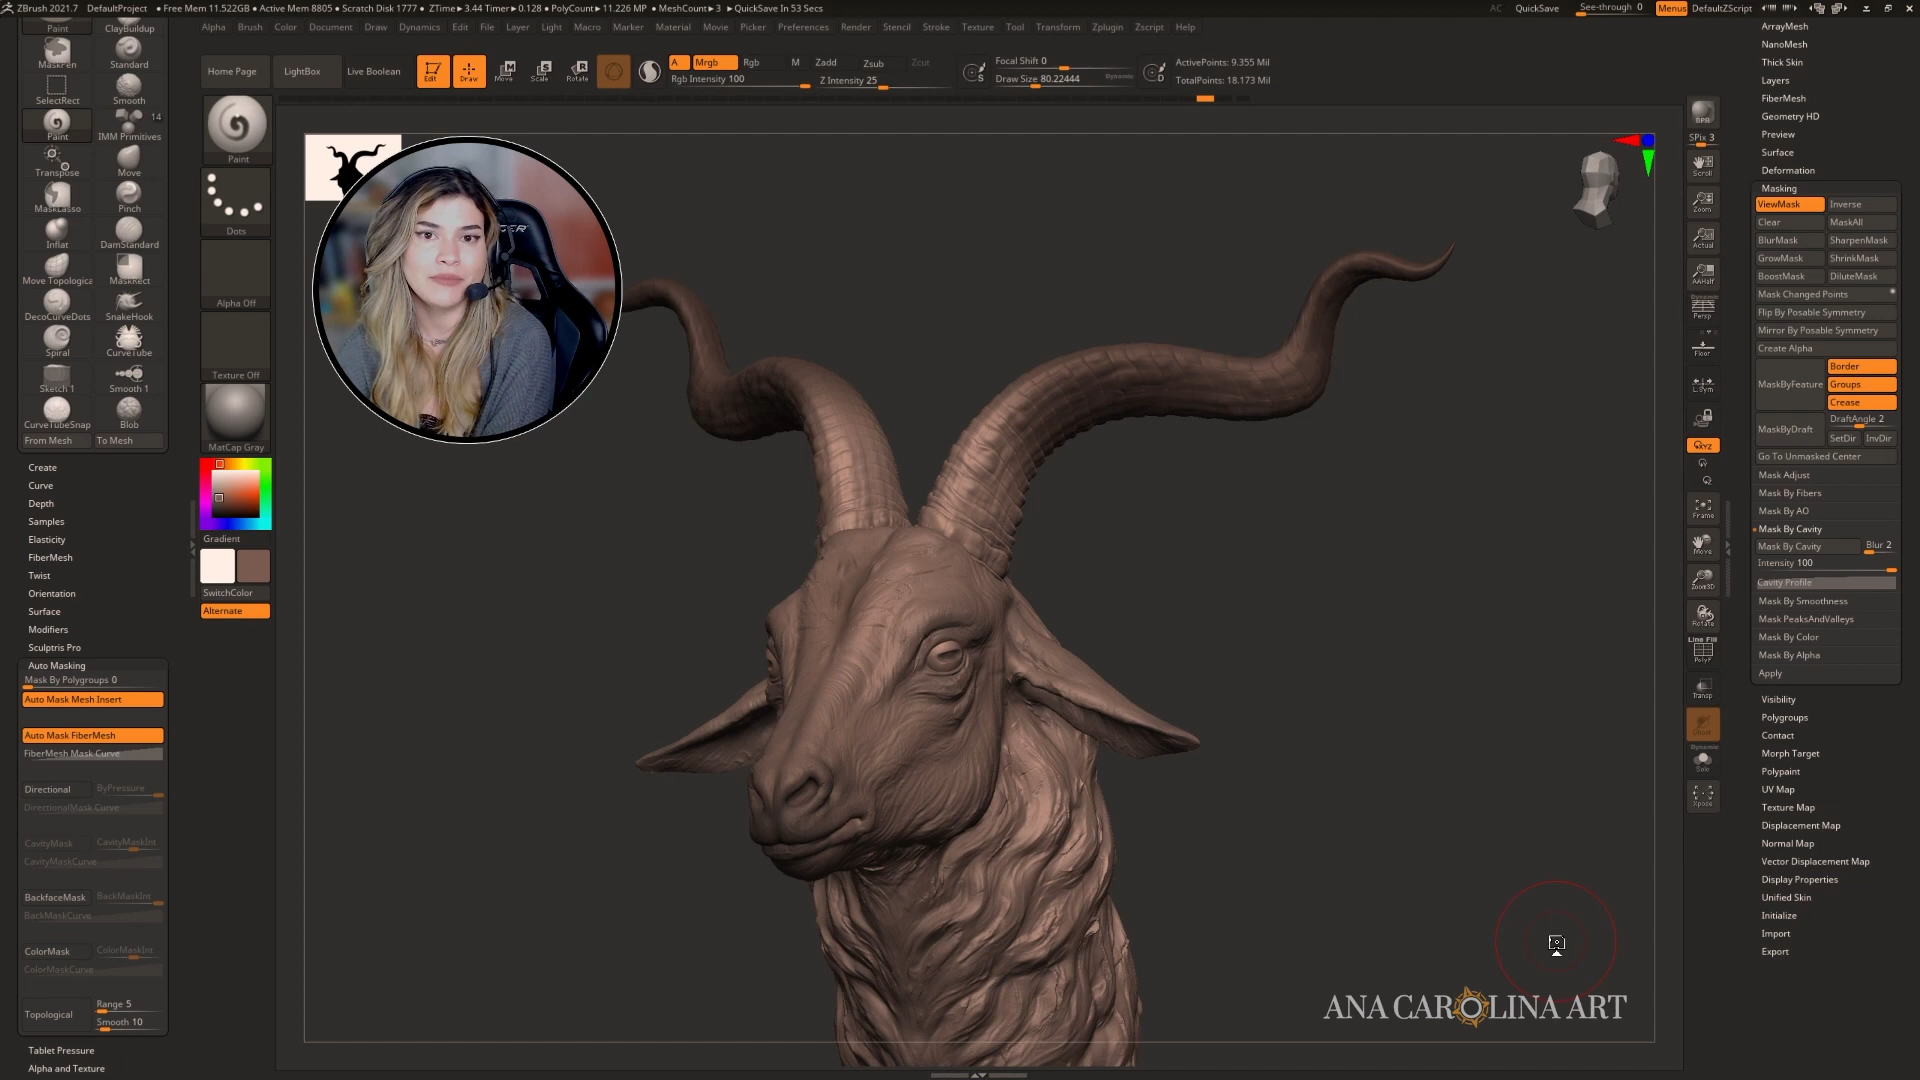 ZBrush 2021.7 DefaultProject • Free Mem 11.522GB • Active Mem 8805 • Scratch Disk 1777 • ZTime►3.44 Timer►0.128 • PolyCount►11.226 MP • MeshCount►3 ►QuickSave In 53 Secs AC QuickSave See-through 0 Menus DefaultZScript
Alpha Brush Color Document Draw Dynamics Edit File Layer Light Macro Marker Material Movie Picker Preferences Render Stencil Stroke Texture Tool Transform Zplugin Zscript Help
Home Page LightBox Live Boolean Edit Draw Move Scale Rotate
A Mrgb Rgb M Zadd Zsub Zcut
Rgb Intensity 100 Z Intensity 25
S
Focal Shift 0
Draw Size 80.22444 Dynamic
D
ActivePoints: 9.355 Mil
TotalPoints: 18.173 Mil
Paint ClayBuildup
MaskPen Standard
SelectRect Smooth
14
Paint IMM Primitives
Transpose Move
MaskLasso Pinch
Inflat DamStandard
Move Topologica MaskRect
DecoCurveDots SnakeHook
Spiral CurveTube
Sketch 1 Smooth 1
CurveTubeSnap Blob
From Mesh To Mesh
Create
Curve
Depth
Samples
Elasticity
FiberMesh
Twist
Orientation
Surface
Modifiers
Sculptris Pro
Auto Masking
Mask By Polygroups 0
Auto Mask Mesh Insert
Auto Mask FiberMesh
FiberMesh Mask Curve
Directional ByPressure
DirectionalMask Curve
CavityMask CavityMaskInt
CavityMaskCurve
BackfaceMask BackMaskInt
BackMaskCurve
ColorMask ColorMaskInt
ColorMaskCurve
Topological
Range 5
Smooth 10
Tablet Pressure
Alpha and Texture
Paint
Dots
Alpha Off
Texture Off
MatCap Gray
Gradient
SwitchColor
Alternate
ANA CAROLINA ART
BPR
SPix 3
Scroll
Zoom
Actual
AAHalf
Dynamic
Persp
Floor
L.Sym
XYZ
Frame
Move
Zoom3D
Rotate
Line Fill
PolyF
Transp
Ghost
Dynamic
Solo
Xpose
ArrayMesh
NanoMesh
Thick Skin
Layers
FiberMesh
Geometry HD
Preview
Surface
Deformation
Masking
ViewMask Inverse
Clear MaskAll
BlurMask SharpenMask
GrowMask ShrinkMask
BoostMask DiluteMask
Mask Changed Points
Flip By Posable Symmetry
Mirror By Posable Symmetry
Create Alpha
MaskByFeature
Border
Groups
Crease
MaskByDraft
DraftAngle 2
SetDir InvDir
Go To Unmasked Center
Mask Adjust
Mask By Fibers
Mask By AO
Mask By Cavity
Mask By Cavity Blur 2
Intensity 100
Cavity Profile
Mask By Smoothness
Mask PeaksAndValleys
Mask By Color
Mask By Alpha
Apply
Visibility
Polygroups
Contact
Morph Target
Polypaint
UV Map
Texture Map
Displacement Map
Normal Map
Vector Displacement Map
Display Properties
Unified Skin
Initialize
Import
Export